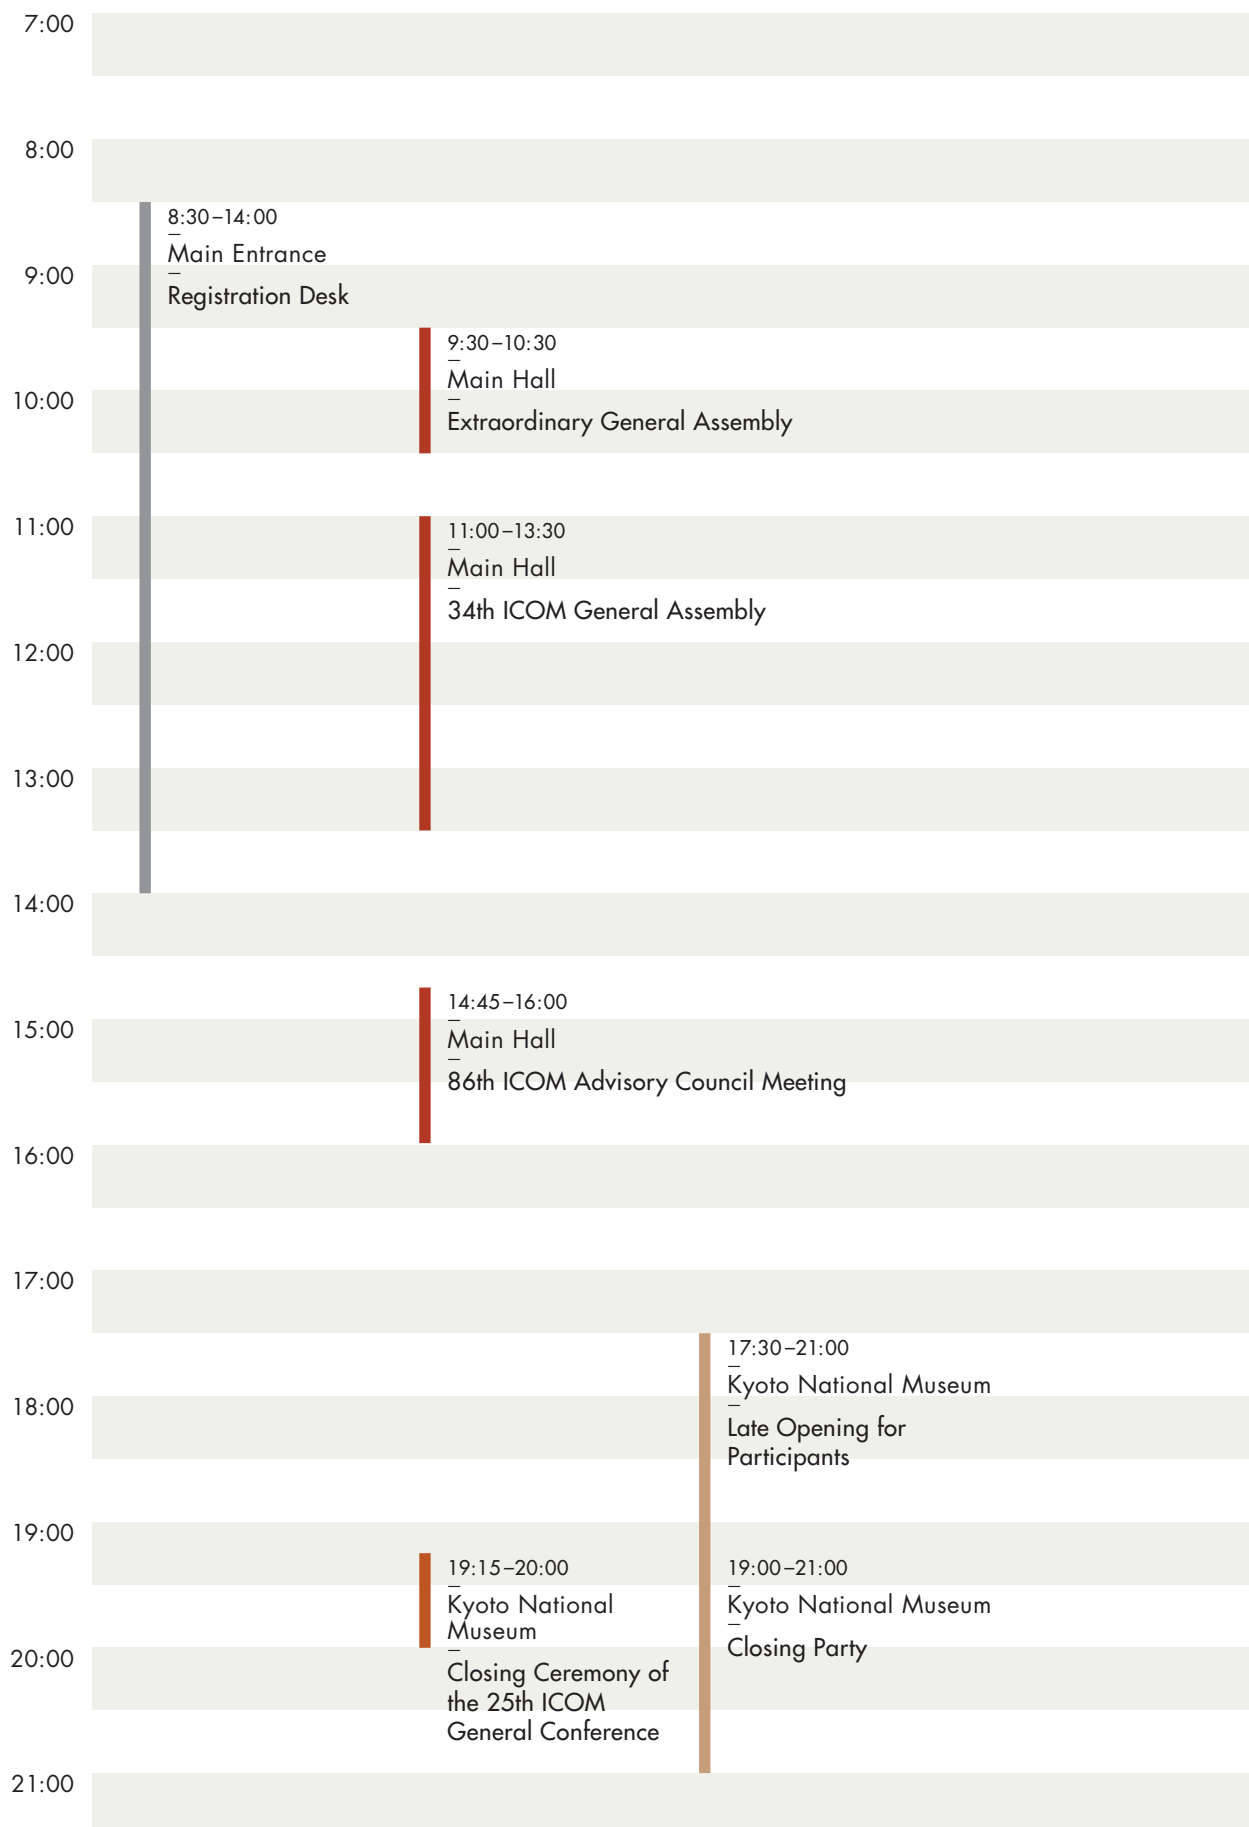 7:00
8:00
8:30–14:00
Main Entrance
9:00
Registration Desk
9:30–10:30
Main Hall
10:00
Extraordinary General Assembly
11:00
11:00–13:30
Main Hall
34th ICOM General Assembly
12:00
13:00
14:00
14:45–16:00
15:00
Main Hall
86th ICOM Advisory Council Meeting
16:00
17:00
17:30–21:00
Kyoto National Museum
18:00
Late Opening for
Participants
19:00
19:15–20:00
Kyoto National
Museum
Closing Ceremony of
the 25th ICOM
General Conference
19:00–21:00
Kyoto National Museum
Closing Party
20:00
21:00